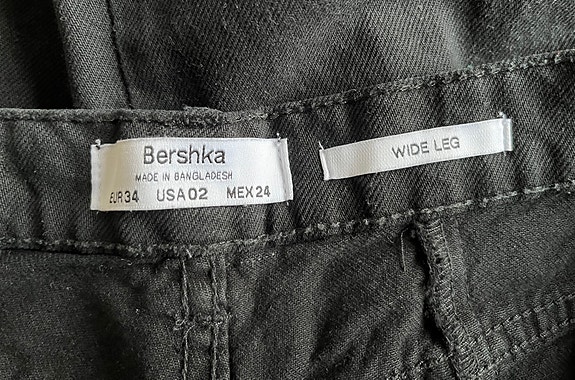 Bershka
MADE IN BANGLADESH
EUR34 USA02 MEX24
WIDE LEG